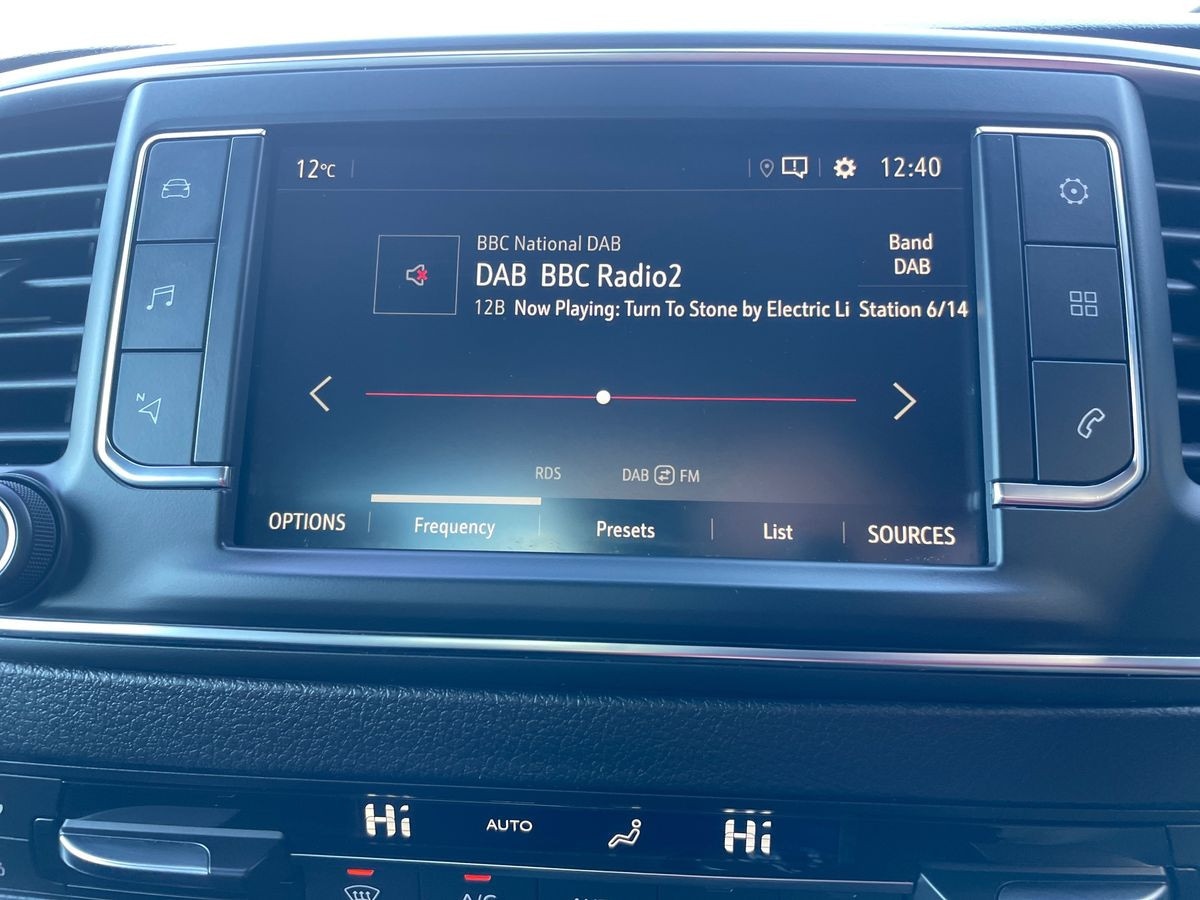 12°C
12:40
BBC National DAB
Band
DAB BBC Radio2
DAB
12B Now Playing: Turn To Stone by Electric Li
Station 6/14
N
RDS
DAB FM
OPTIONS
Frequency
Presets
List
SOURCES
Hi
AUTO
Hi
A/C